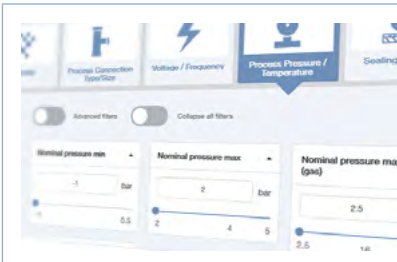 Process Connection
Type/Size
Voltage / Frequency
Process Pressure /
Temperature
Sealing
Advanced filters
Collapse all filters
Nominal pressure min
Nominal pressure max
Nominal pressure ma
(gas)
-1
bar
2
bar
2.5
-1
0.5
2
4
5
2.5
16